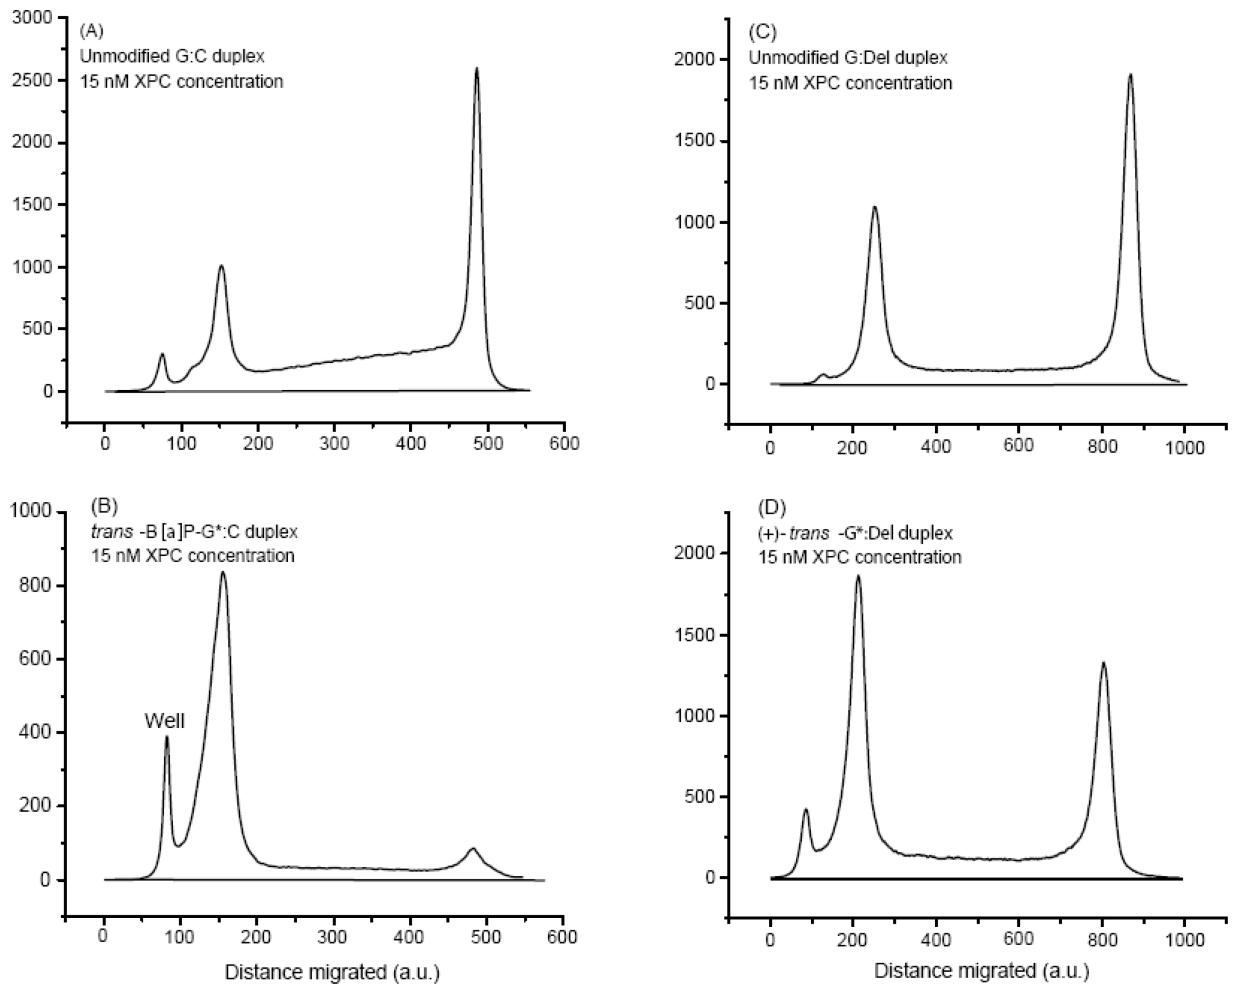 (A)
Unmodified G:C duplex
15 nM XPC concentration
3000
2500
2000
1500
1000
500
0
0 100 200 300 400 500 600
(C)
Unmodified G:Del duplex
15 nM XPC concentration
2000
1500
1000
500
0
0 200 400 600 800 1000
(B)
trans -B[a]P-G*:C duplex
15 nM XPC concentration
1000
800
600
400
200
0
Well
0 100 200 300 400 500 600
Distance migrated (a.u.)
(D)
(+)- trans -G*:Del duplex
15 nM XPC concentration
2000
1500
1000
500
0
0 200 400 600 800 1000
Distance migrated (a.u.)